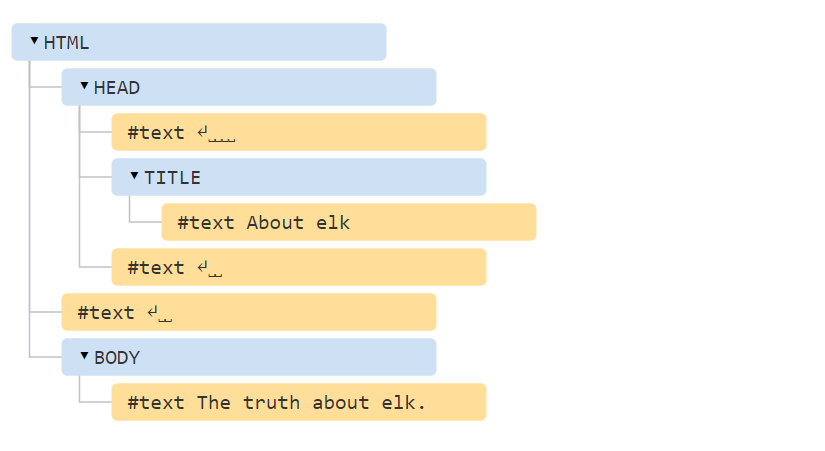 ▼ HTML
▼ HEAD
#text ↵␣␣␣␣
▼ TITLE
#text About elk
#text ↵␣␣
#text ↵␣␣
▼ BODY
#text The truth about elk.